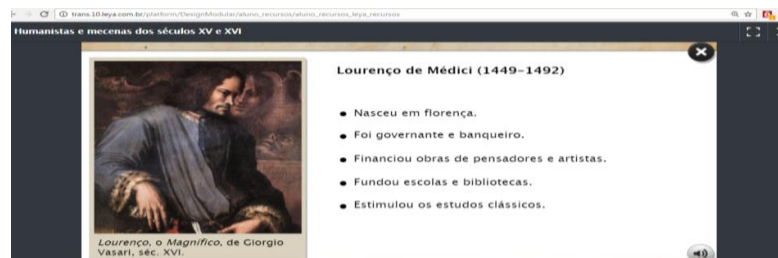 trans.10.leya.com.br/platform/DesignModular/aluno_recursos/aluno_recursos_leya_recursos
Humanistas e mecenas dos séculos XV e XVI
Lourenço de Médici (1449–1492)
Nasceu em florença.
Foi governante e banqueiro.
Financiou obras de pensadores e artistas.
Fundou escolas e bibliotecas.
Estimulou os estudos clássicos.
Lourenço, o Magnífico, de Giorgio
Vasari, séc. XVI.